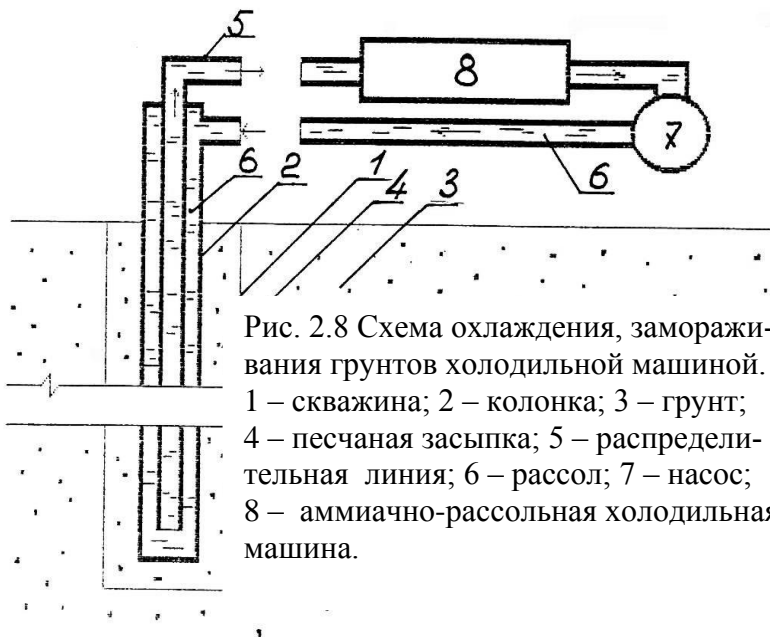 5
8
7
6
6
2
1
4
3
Рис. 2.8 Схема охлаждения, заморажи-
вания грунтов холодильной машиной.
1 – скважина; 2 – колонка; 3 – грунт;
4 – песчаная засыпка; 5 – распредели-
тельная линия; 6 – рассол; 7 – насос;
8 – аммиачно-рассольная холодильная
машина.